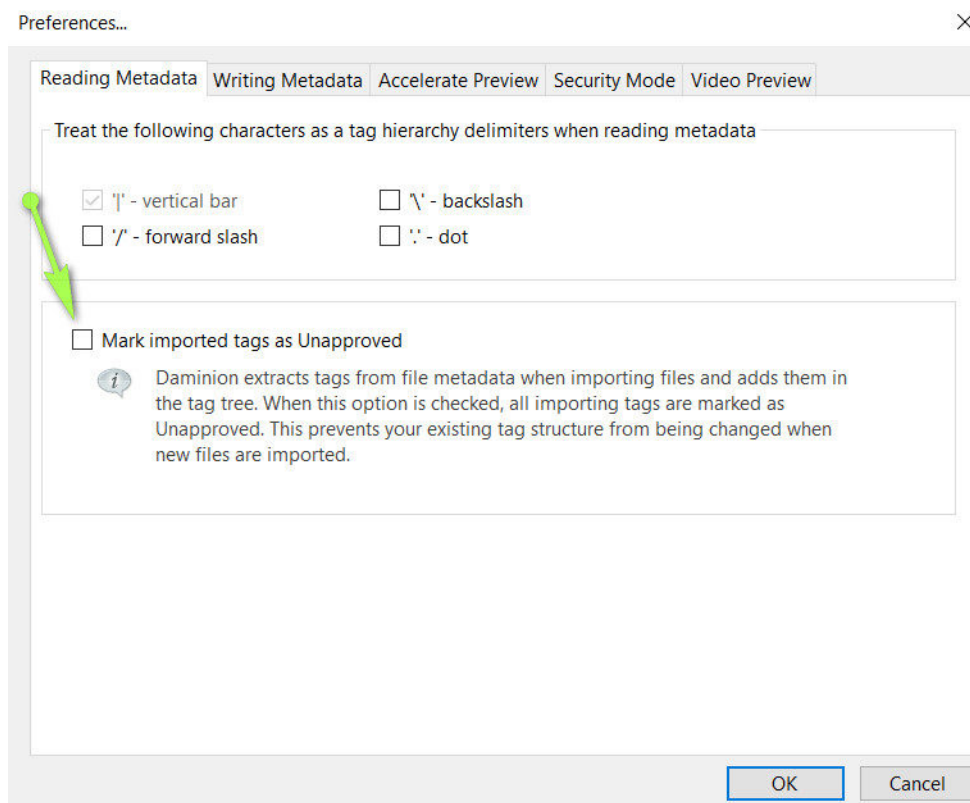 Preferences...
Reading Metadata Writing Metadata Accelerate Preview Security Mode Video Preview
Treat the following characters as a tag hierarchy delimiters when reading metadata
'|' - vertical bar '\' - backslash
'/' - forward slash '.' - dot
Mark imported tags as Unapproved
i Daminion extracts tags from file metadata when importing files and adds them in
the tag tree. When this option is checked, all importing tags are marked as
Unapproved. This prevents your existing tag structure from being changed when
new files are imported.
OK Cancel